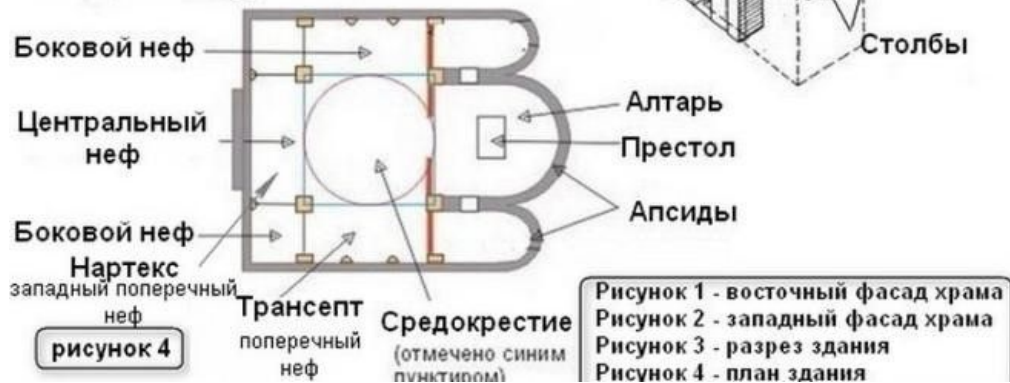 Столбы
Боковой неф
Алтарь
Центральный
неф
Престол
Апсиды
Боковой неф
Нартекс
западный поперечный
неф
рисунок 4
Трансепт
поперечный
неф
Средокрестие
(отмечено синим
пунктиром)
Рисунок 1 - восточный фасад храма
Рисунок 2 - западный фасад храма
Рисунок 3 - разрез здания
Рисунок 4 - план здания